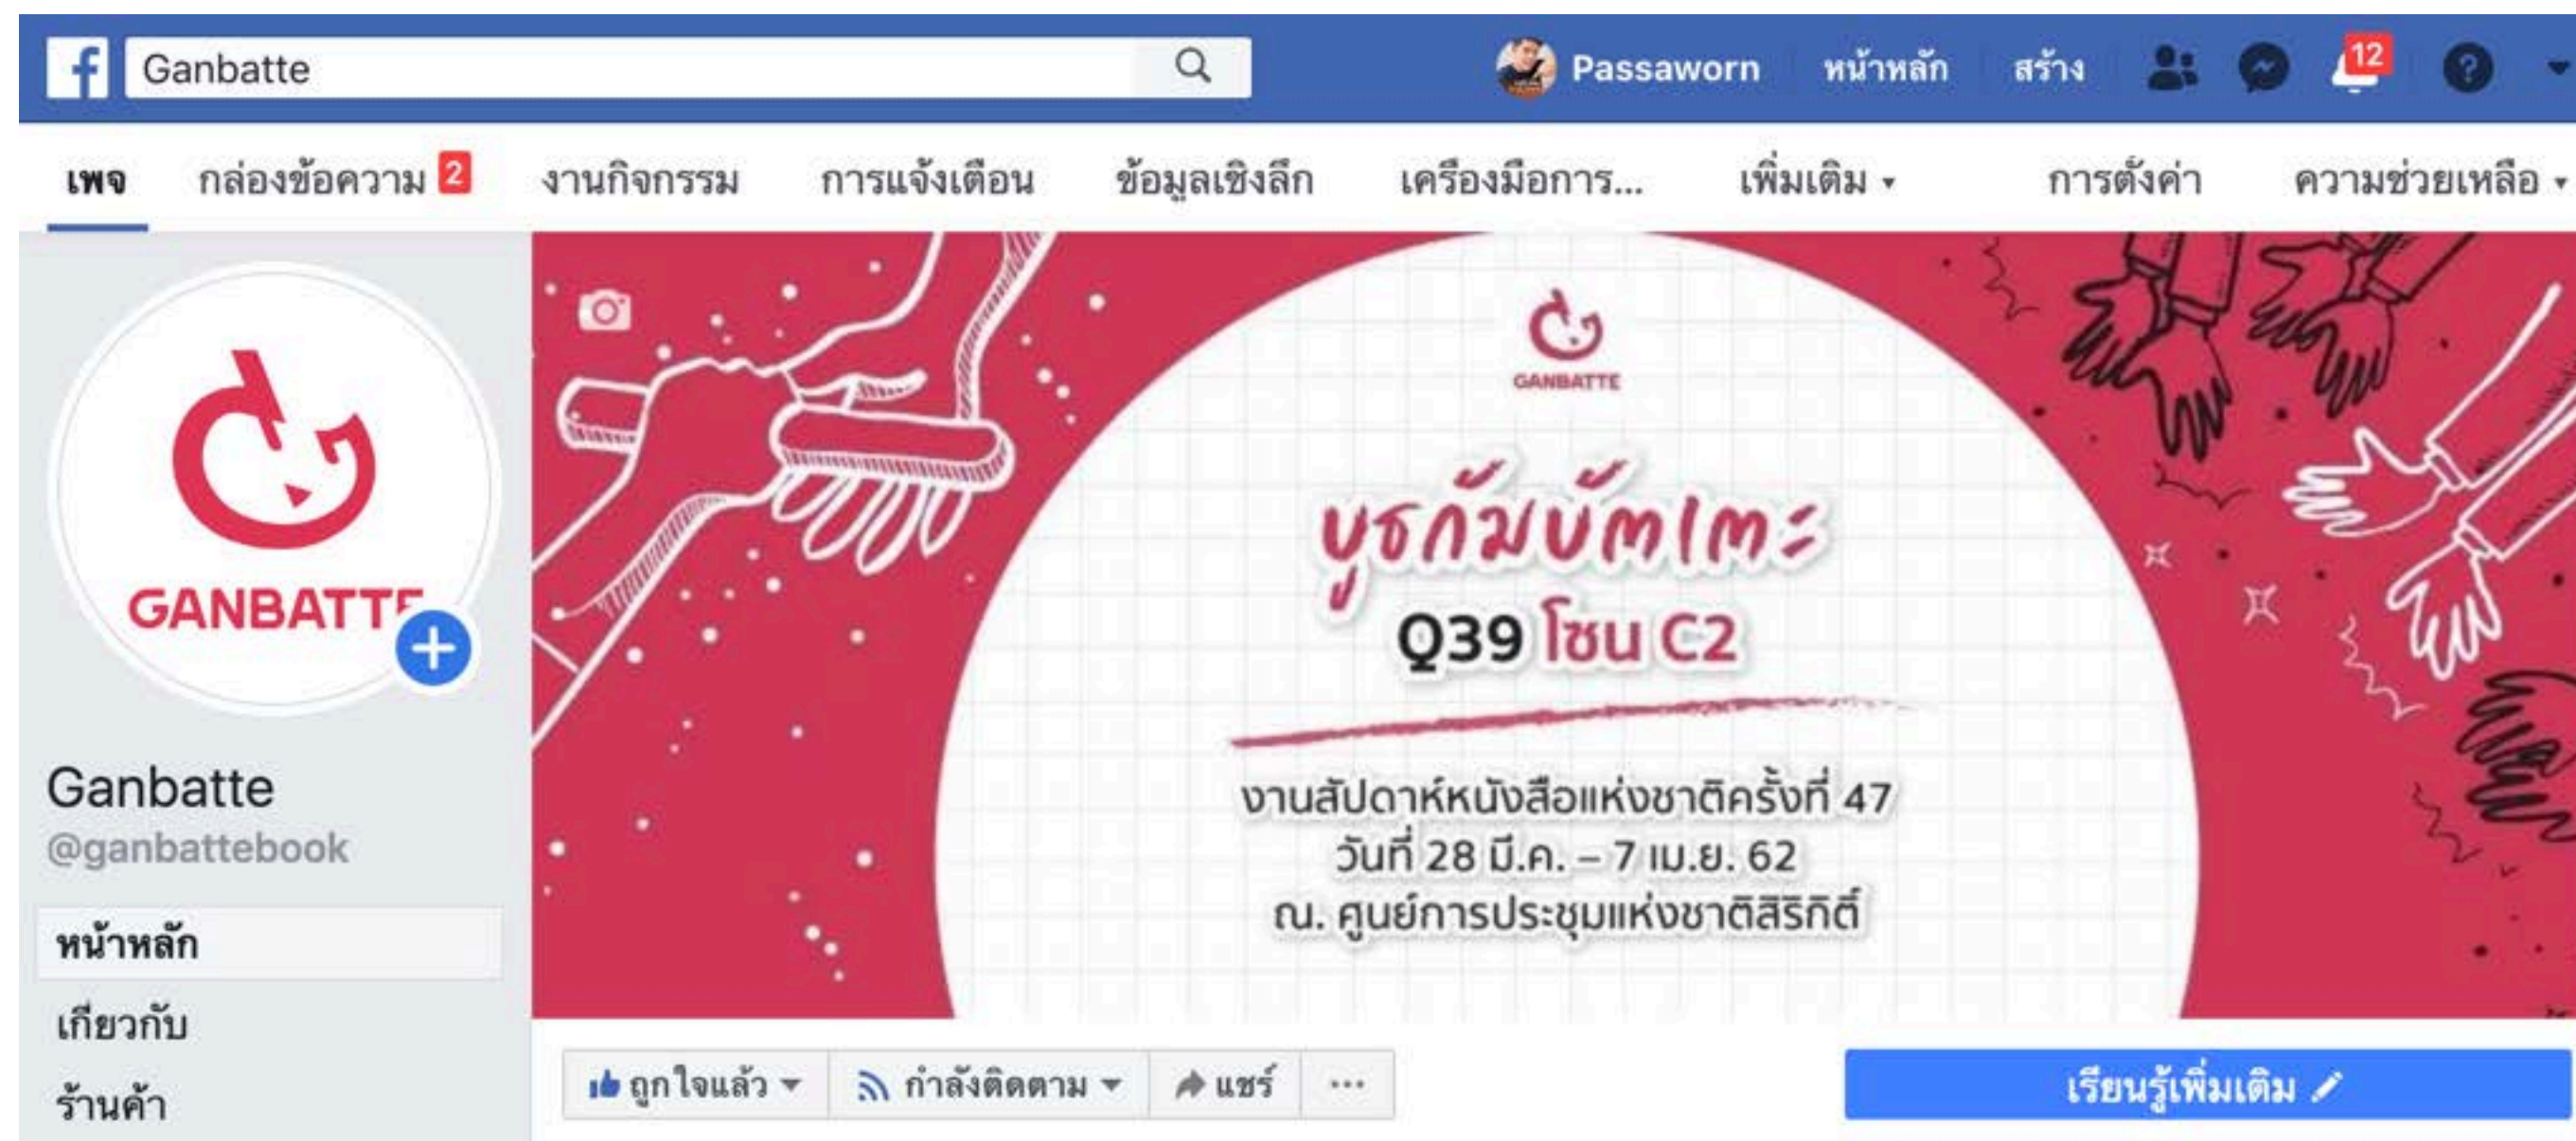 Ganbatte
Passaworn หน้าหลัก สร้าง 12
เพจ กล่องข้อความ 2 งานกิจกรรม การแจ้งเตือน ข้อมูลเชิงลึก เครื่องมือการ... เพิ่มเติม การตั้งค่า ความช่วยเหลือ
GANBATTE
Ganbatte
@ganbattebook
หน้าหลัก
เกี่ยวกับ
ร้านค้า
GANBATTE
บูธกัมบัตเตะ
Q39 โซน C2
งานสัปดาห์หนังสือแห่งชาติครั้งที่ 47
วันที่ 28 มี.ค. – 7 เม.ย. 62
ณ. ศูนย์การประชุมแห่งชาติสิริกิติ์
ถูกใจแล้ว กำลังติดตาม แชร์ ...
เรียนรู้เพิ่มเติม